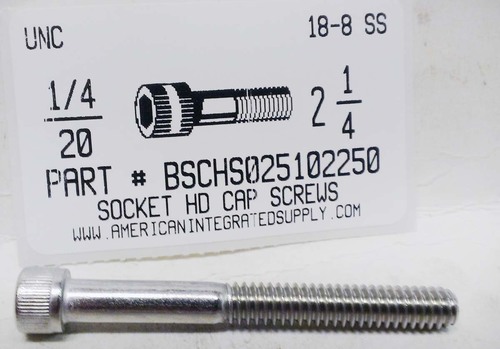 UNC 18-8 SS
1/4
20 2 1/4
PART # BSCHS025102250
SOCKET HD CAP SCREWS
WWW.AMERICANINTEGRATEDSUPPLY.COM